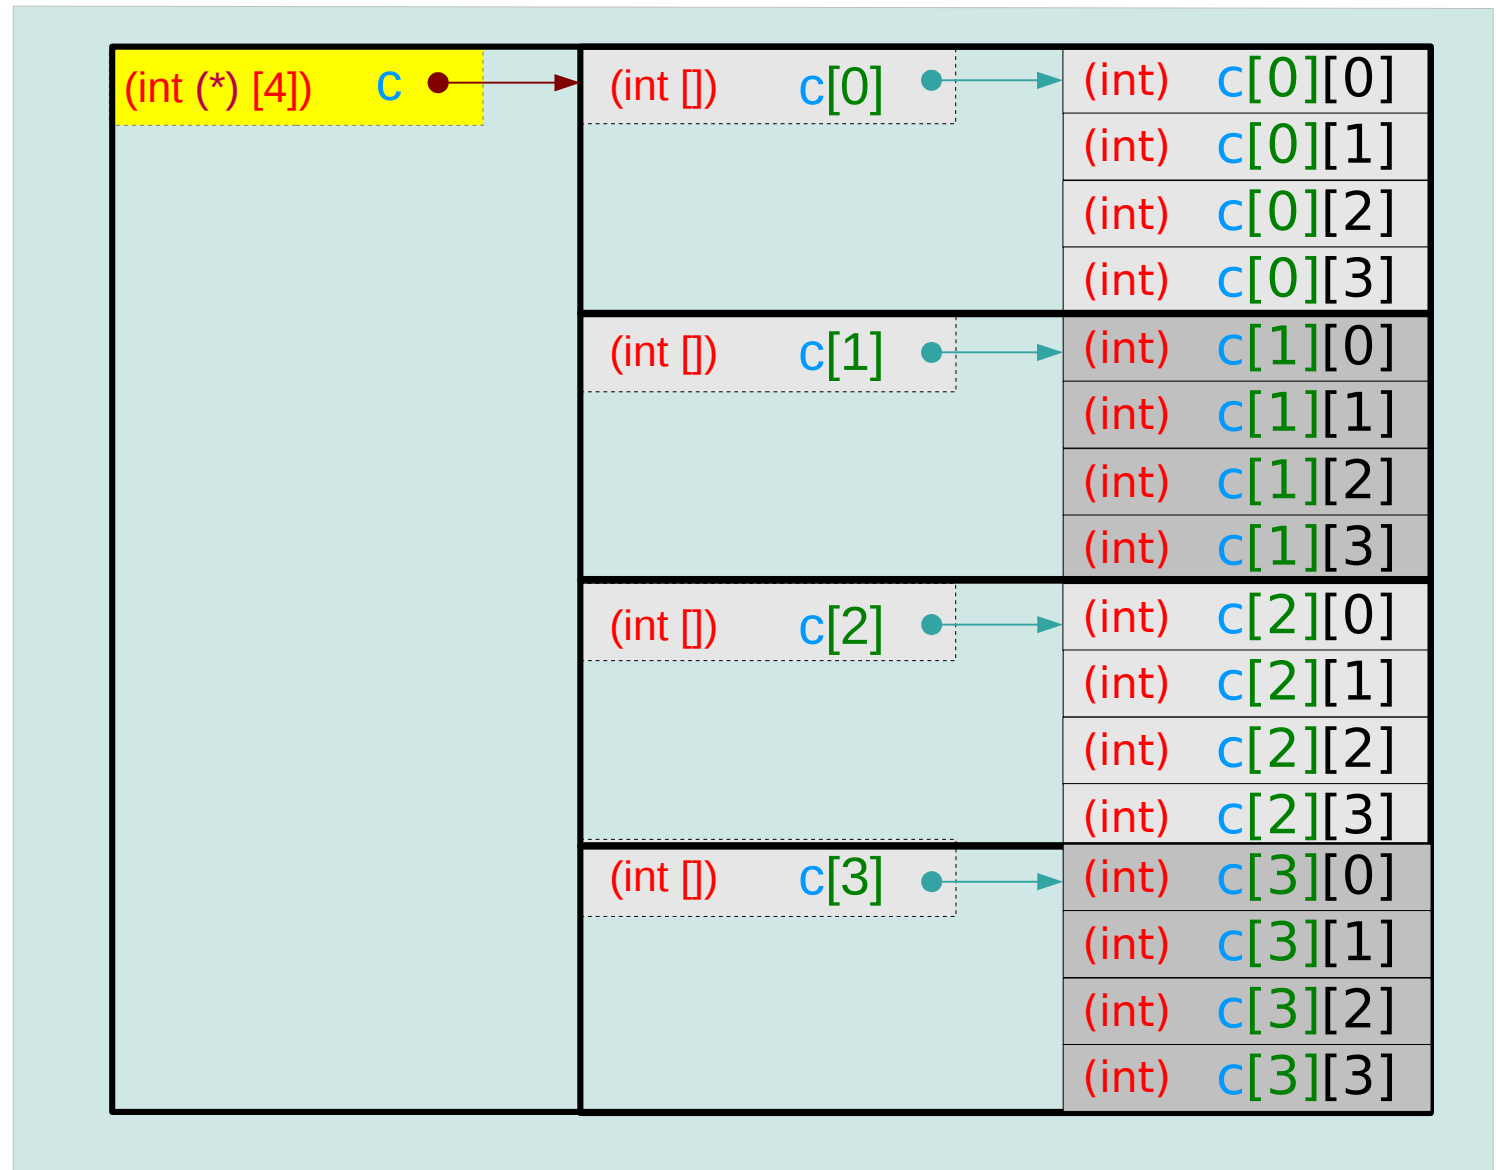 (int (*) [4]) c (int []) c[0] (int) c[0][0]
(int) c[0][1]
(int) c[0][2]
(int) c[0][3]
(int []) c[1] (int) c[1][0]
(int) c[1][1]
(int) c[1][2]
(int) c[1][3]
(int []) c[2] (int) c[2][0]
(int) c[2][1]
(int) c[2][2]
(int) c[2][3]
(int []) c[3] (int) c[3][0]
(int) c[3][1]
(int) c[3][2]
(int) c[3][3]